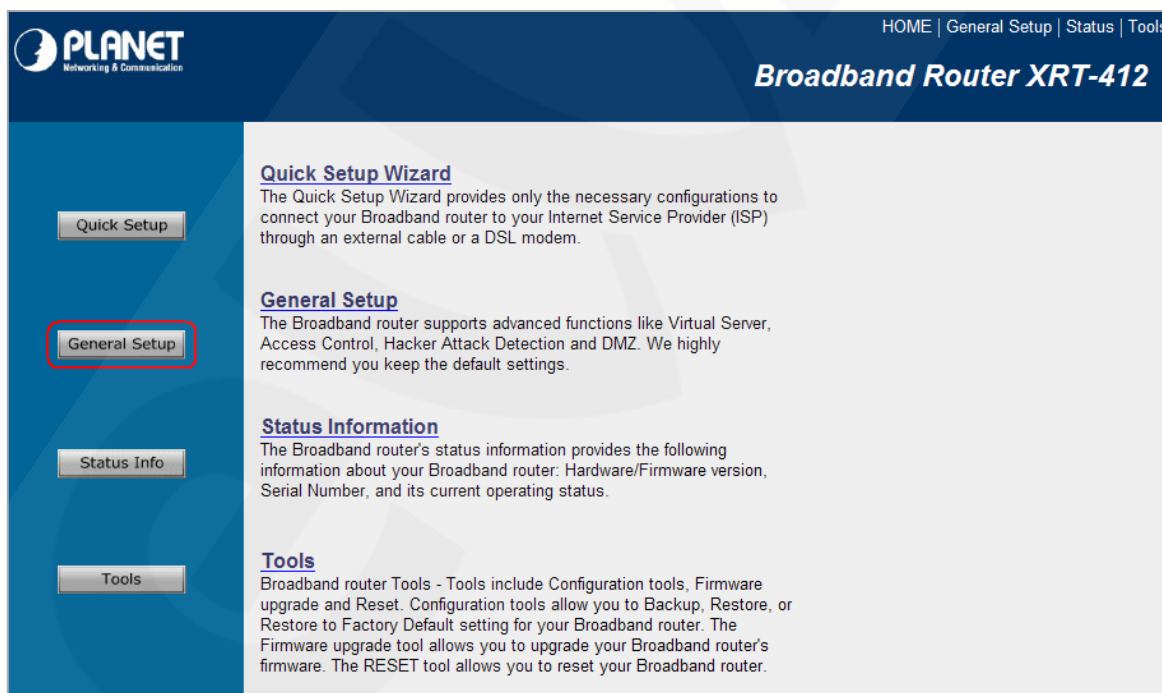 PLANET
Networking & Communication
HOME | General Setup | Status | Tools
Broadband Router XRT-412
Quick Setup
General Setup
Status Info
Tools
Quick Setup Wizard
The Quick Setup Wizard provides only the necessary configurations to
connect your Broadband router to your Internet Service Provider (ISP)
through an external cable or a DSL modem.
General Setup
The Broadband router supports advanced functions like Virtual Server,
Access Control, Hacker Attack Detection and DMZ. We highly
recommend you keep the default settings.
Status Information
The Broadband router's status information provides the following
information about your Broadband router: Hardware/Firmware version,
Serial Number, and its current operating status.
Tools
Broadband router Tools - Tools include Configuration tools, Firmware
upgrade and Reset. Configuration tools allow you to Backup, Restore, or
Restore to Factory Default setting for your Broadband router. The
Firmware upgrade tool allows you to upgrade your Broadband router's
firmware. The RESET tool allows you to reset your Broadband router.